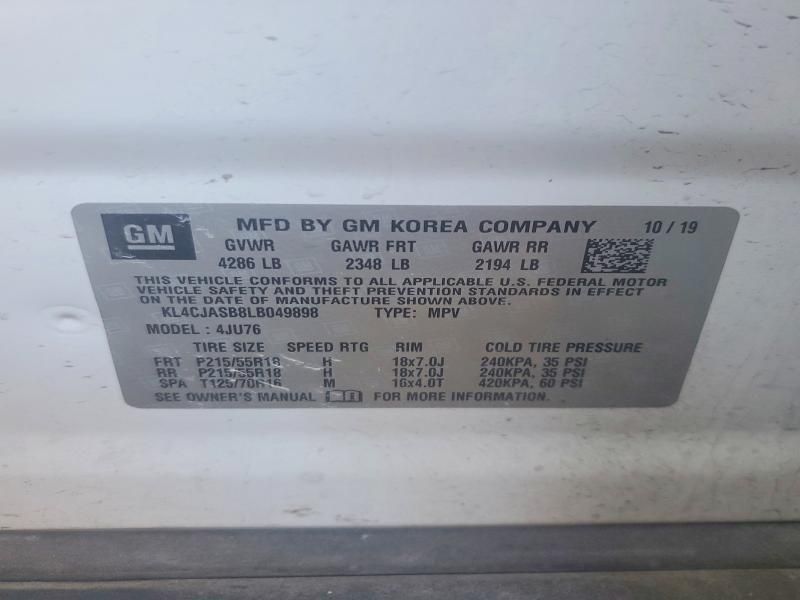 GM MFD BY GM KOREA COMPANY 10 / 19
GVWR GAWR FRT GAWR RR
4286 LB 2348 LB 2194 LB
THIS VEHICLE CONFORMS TO ALL APPLICABLE U.S. FEDERAL MOTOR
VEHICLE SAFETY AND THEFT PREVENTION STANDARDS IN EFFECT
ON THE DATE OF MANUFACTURE SHOWN ABOVE.
KL4CJASB8LB049898 TYPE: MPV
MODEL : 4JU76
TIRE SIZE SPEED RTG RIM COLD TIRE PRESSURE
FRT P215/55R18 H 18x7.0J 240KPA, 35 PSI
RR P215/55R18 H 18x7.0J 240KPA, 35 PSI
SPA T125/70R16 M 16x4.0T 420KPA, 60 PSI
SEE OWNER'S MANUAL FOR MORE INFORMATION.